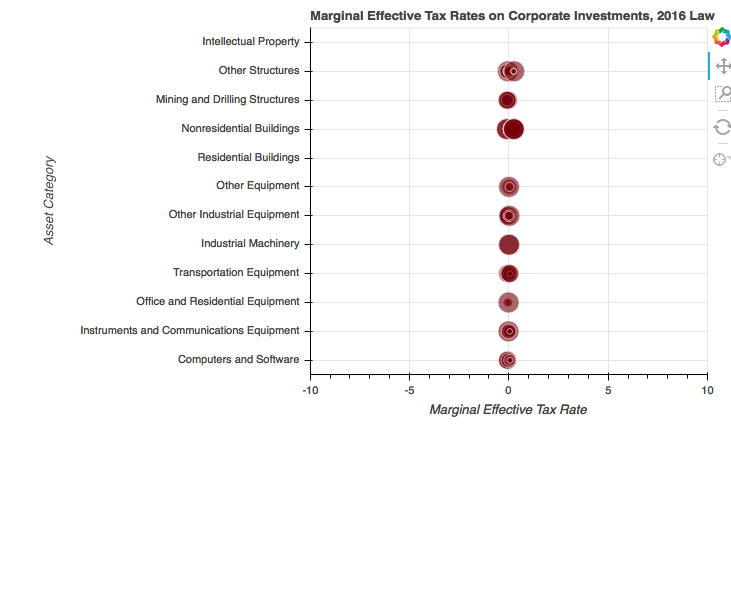 Marginal Effective Tax Rates on Corporate Investments, 2016 Law
Intellectual Property
Other Structures
Mining and Drilling Structures
Nonresidential Buildings
Residential Buildings
Other Equipment
Other Industrial Equipment
Industrial Machinery
Transportation Equipment
Office and Residential Equipment
Instruments and Communications Equipment
Computers and Software
Asset Category
-10 -5 0 5 10
Marginal Effective Tax Rate